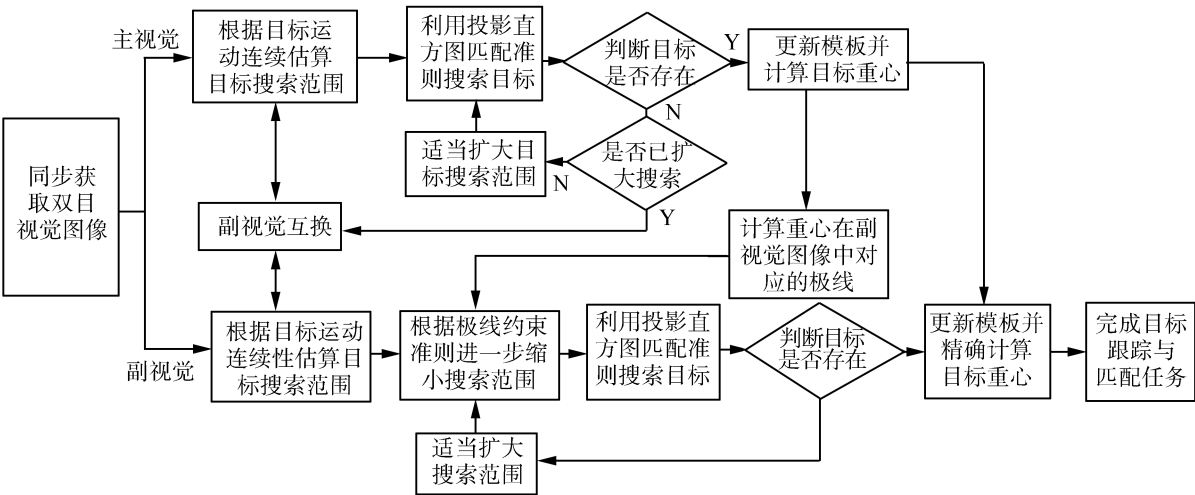 同步获
取双目
视觉图像
主视觉
根据目标运
动连续估算
目标搜索范围
利用投影直
方图匹配准
则搜索目标
判断目标
是否存在
Y
更新模板并
计算目标重心
N
适当扩大目
标搜索范围
N
是否已扩
大搜索
Y
副视觉互换
计算重心在副
视觉图像中对
应的极线
副视觉
根据目标运动
连续性估算目
标搜索范围
根据极线约束
准则进一步缩
小搜索范围
利用投影直
方图匹配准
则搜索目标
判断目标
是否存在
更新模板并
精确计算
目标重心
完成目标
跟踪与
匹配任务
适当扩大
搜索范围